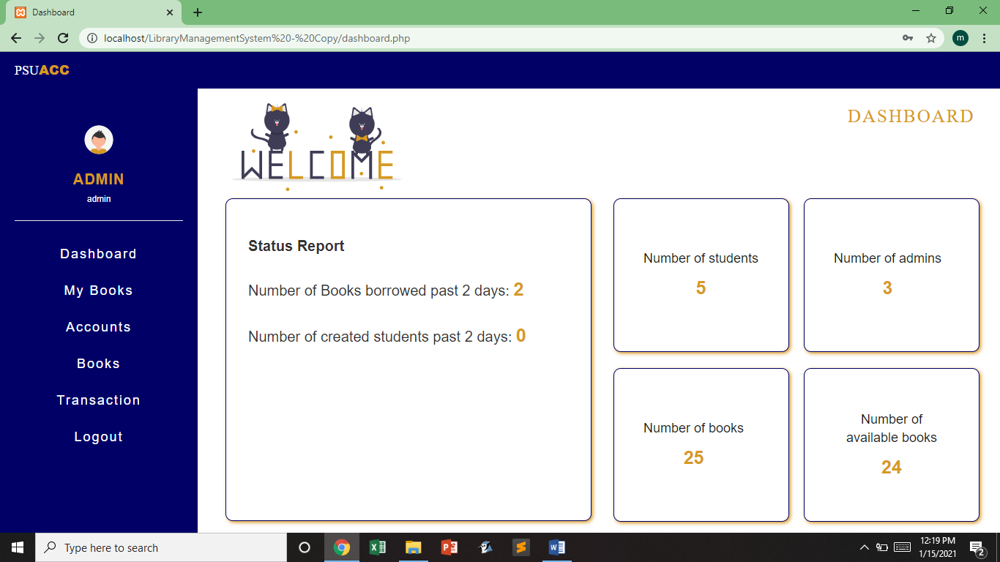 Dashboard
localhost/LibraryManagementSystem%20-%20Copy/dashboard.php
m
PSUACC
ADMIN
admin
Dashboard
My Books
Accounts
Books
Transaction
Logout
WELCOME
DASHBOARD
Status Report
Number of Books borrowed past 2 days: 2
Number of created students past 2 days: 0
Number of students
5
Number of admins
3
Number of books
25
Number of
available books
24
Type here to search
12:19 PM
1/15/2021
2